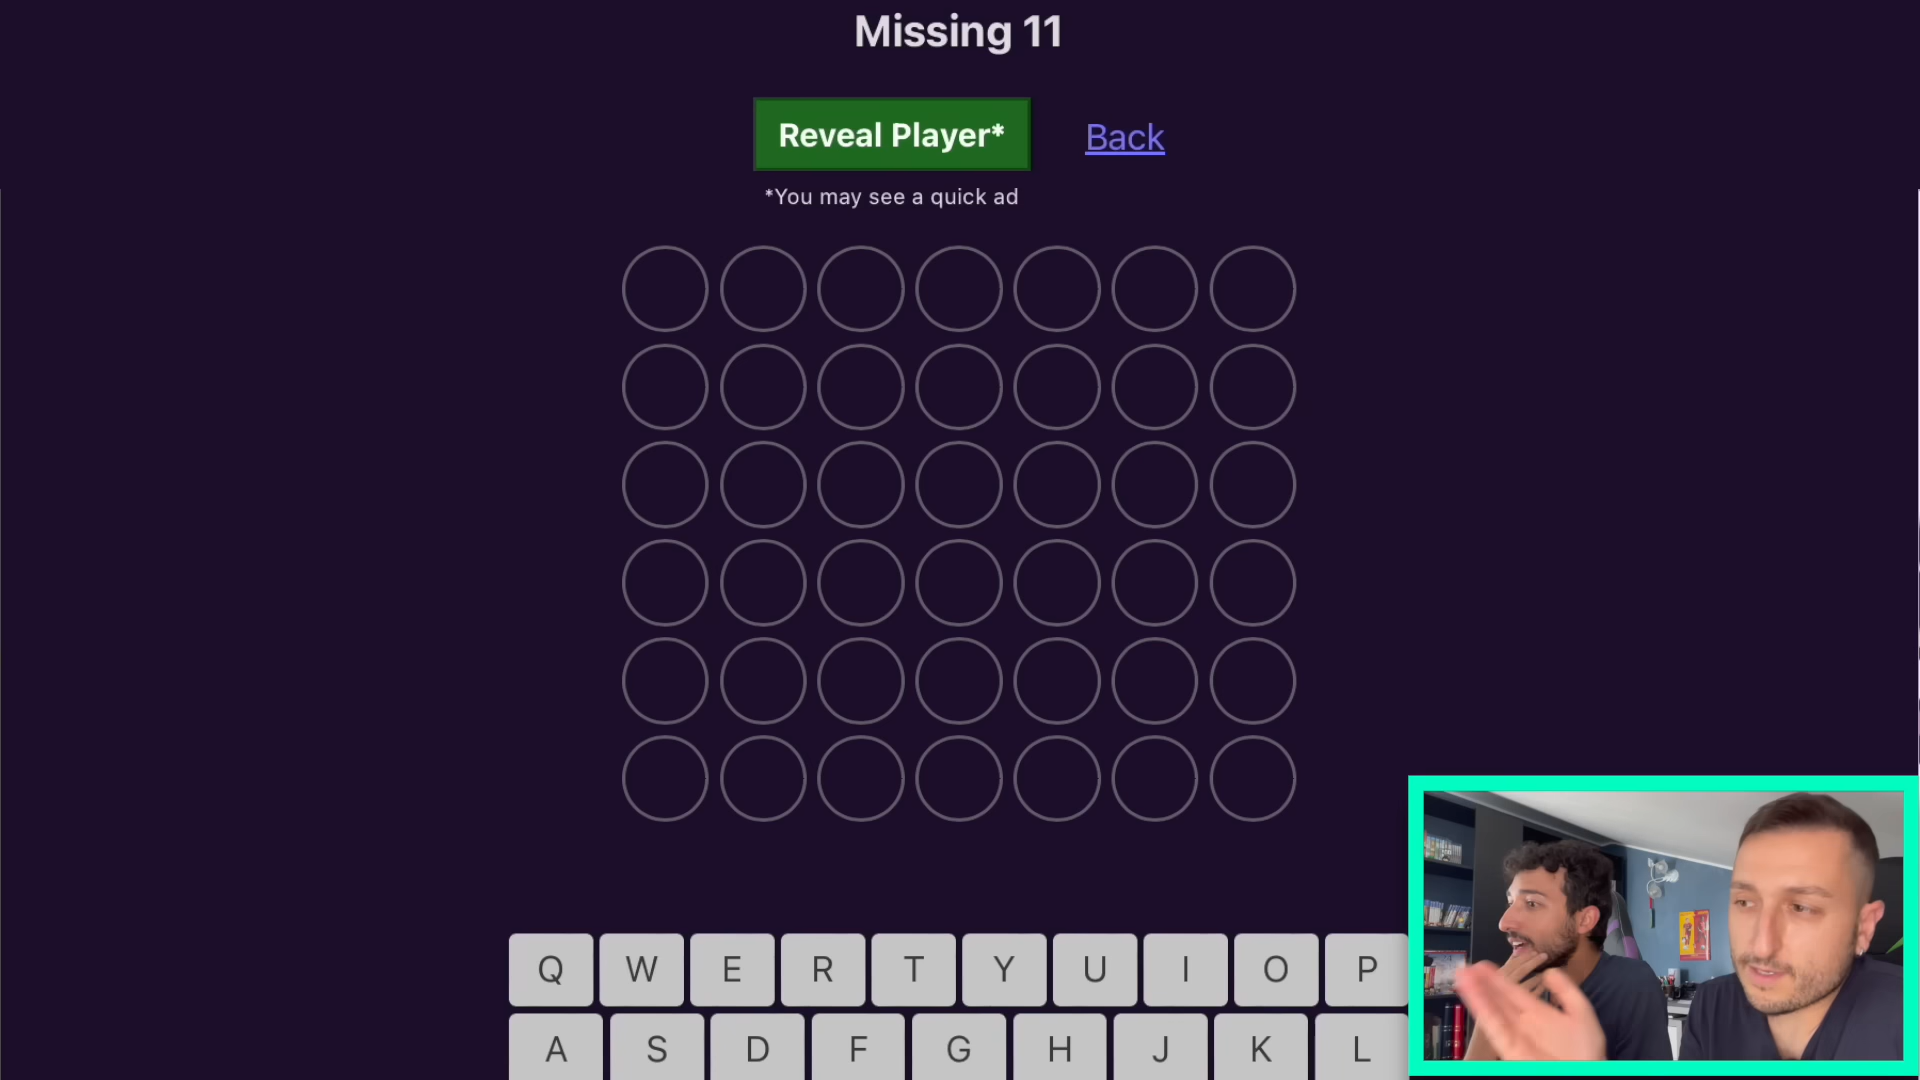 Missing 11
Reveal Player*
Back
*You may see a quick ad
Q W E R T Y U I O P
A S D F G H J K L